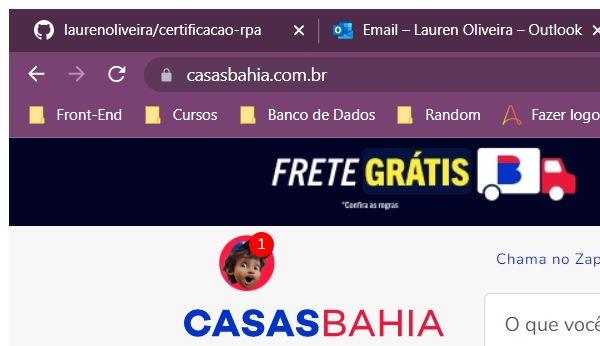 laurenoliveira/certificacao-rpa
Email – Lauren Oliveira – Outlook
casasbahia.com.br
Front-End Cursos Banco de Dados Random Fazer logo
FRETE GRÁTIS B
*Confira as regras
1
Chama no Zap
CASASBAHIA
O que você